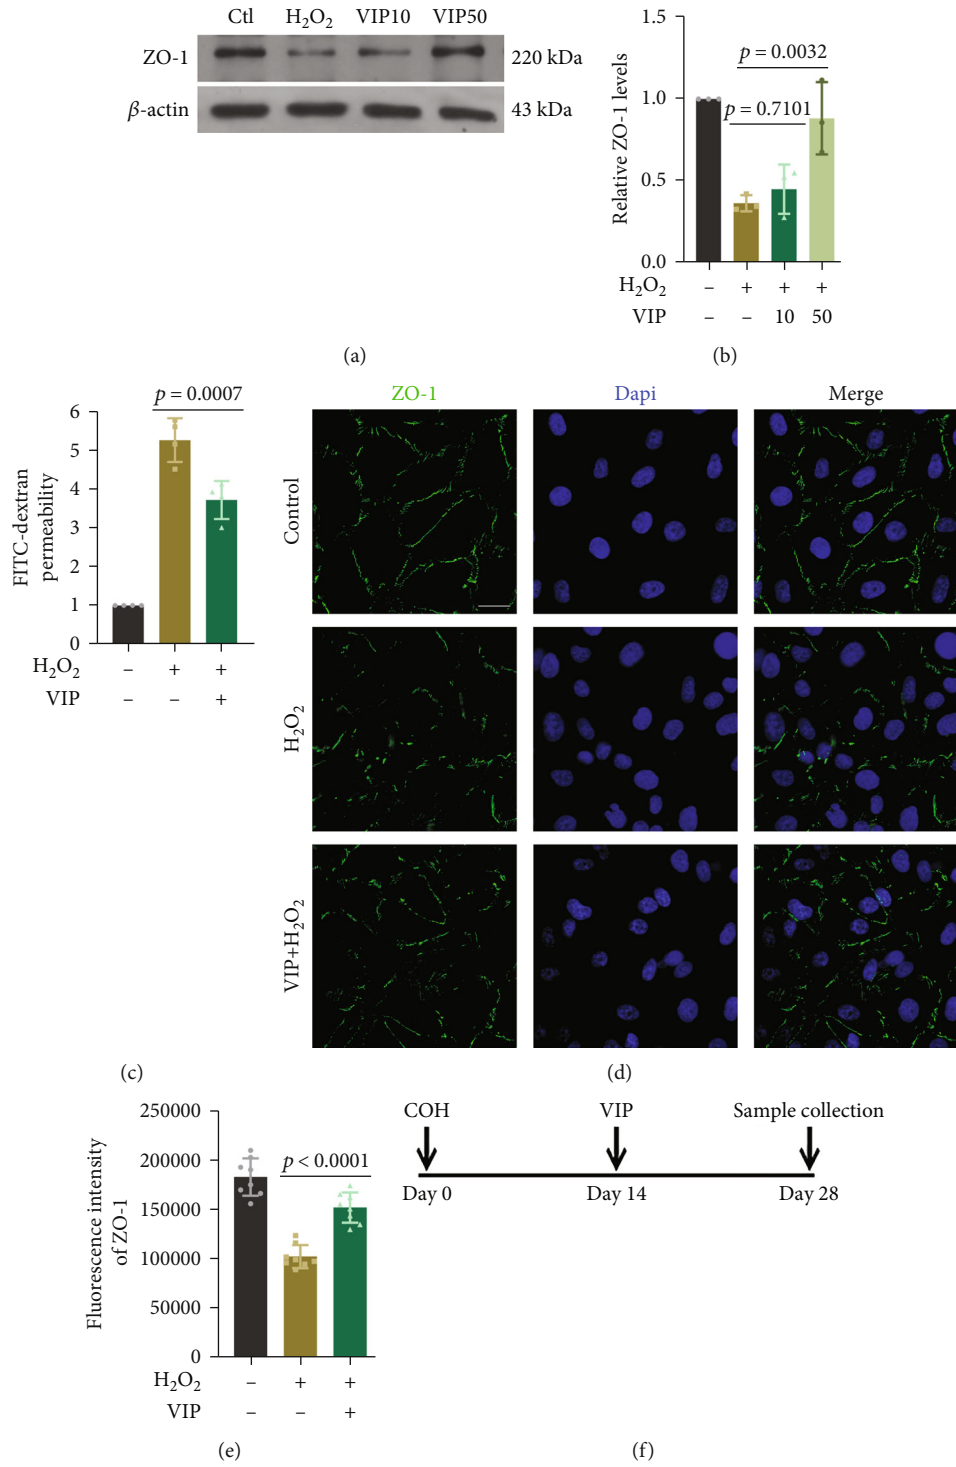 Ctl H₂O₂ VIP10 VIP50
ZO-1 220 kDa
β-actin 43 kDa
(a)
Relative ZO-1 levels
1.5
1.0
0.5
0.0
p = 0.0032
p = 0.7101
H₂O₂ – + + +
VIP – – 10 50
(b)
FITC-dextran
permeability
6
5
4
3
2
1
0
p = 0.0007
H₂O₂ – + +
VIP – – +
(c)
ZO-1 Dapi Merge
Control
H₂O₂
VIP+H₂O₂
(d)
Fluorescence intensity
of ZO-1
250000
200000
150000
100000
50000
0
p < 0.0001
H₂O₂ – + +
VIP – – +
(e)
COH VIP Sample collection
Day 0 Day 14 Day 28
(f)